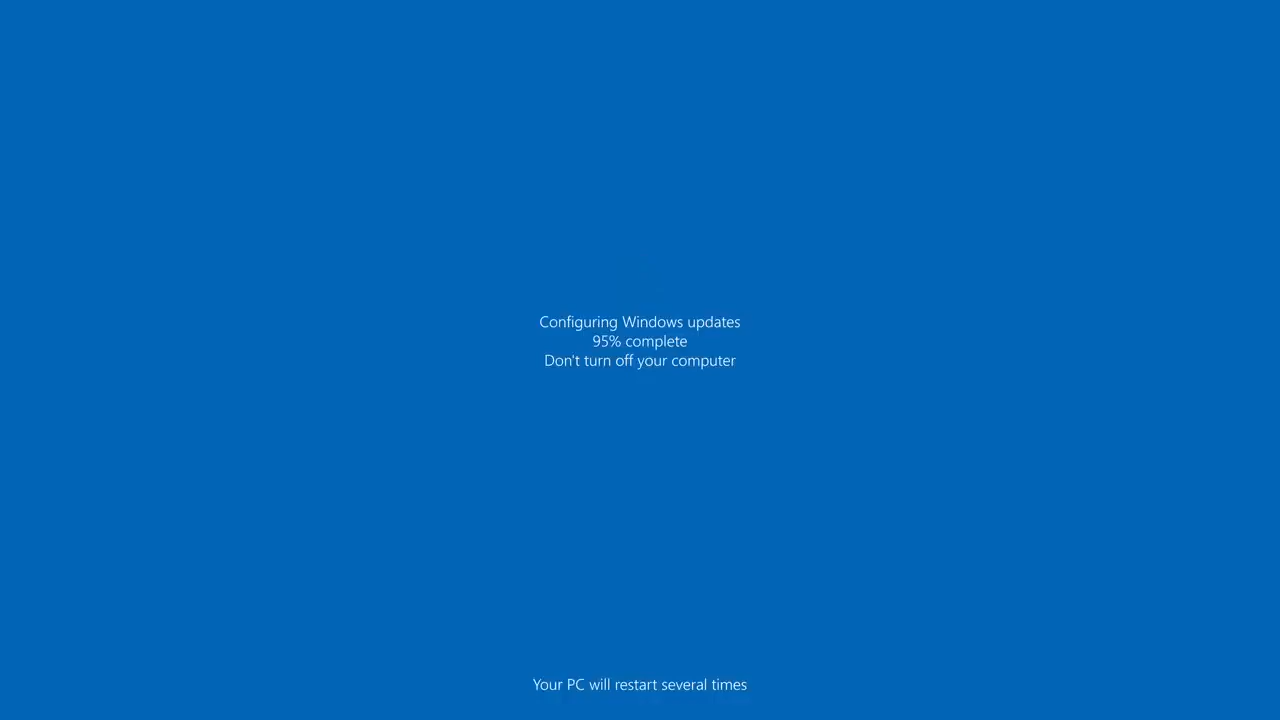 Configuring Windows updates
95% complete
Don't turn off your computer
Your PC will restart several times